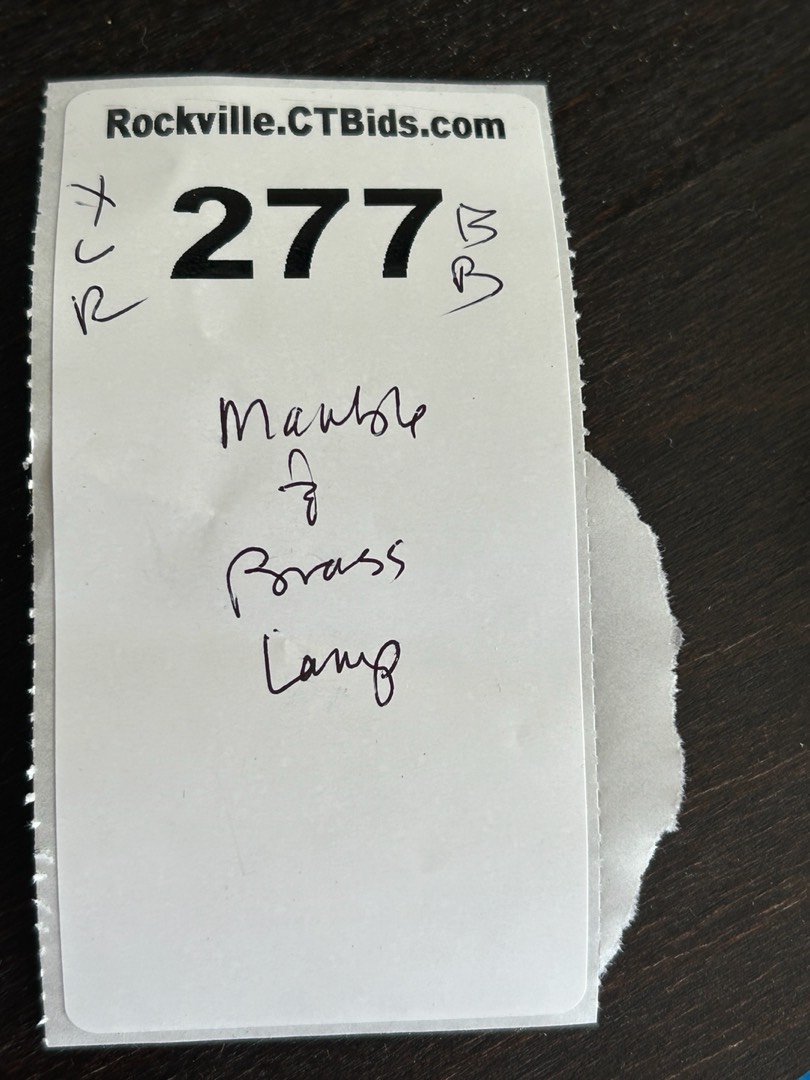 Rockville.CTBids.com
277
B
B
R
Marble
&
Brass
Lamp